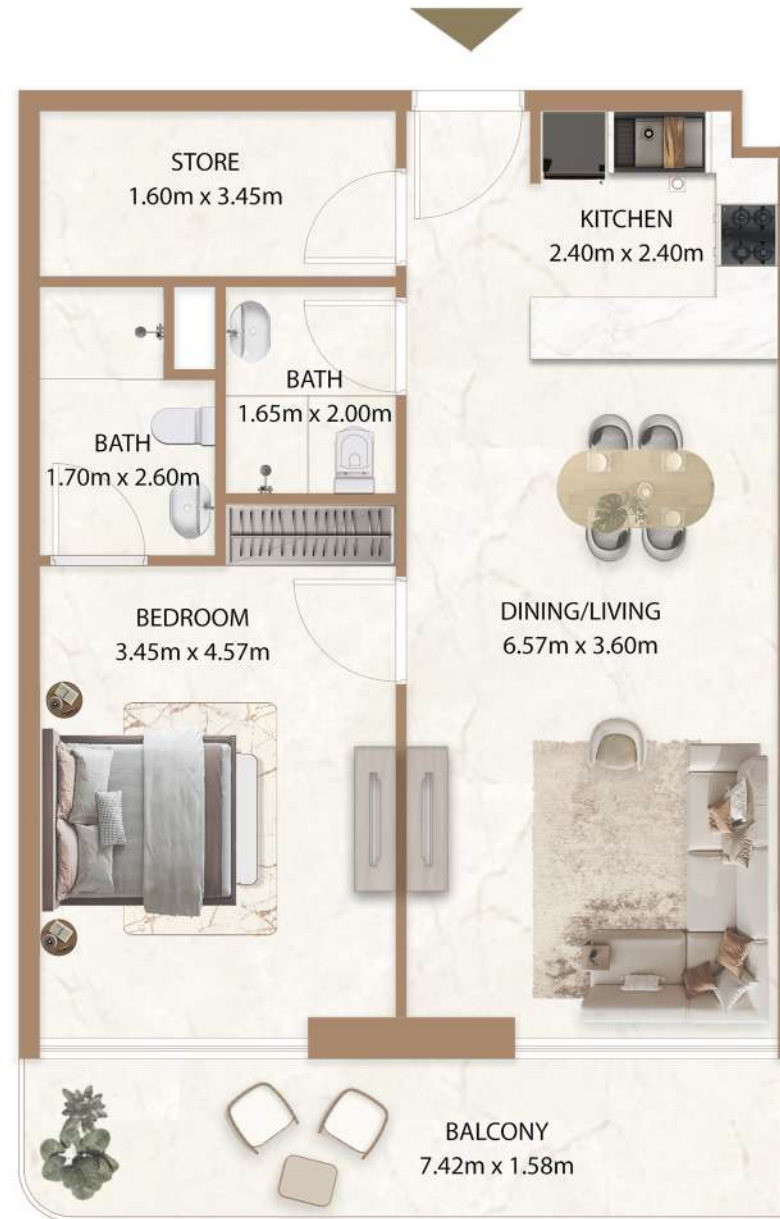 STORE
1.60m x 3.45m
KITCHEN
2.40m x 2.40m
BATH
1.65m x 2.00m
BATH
1.70m x 2.60m
BEDROOM
3.45m x 4.57m
DINING/LIVING
6.57m x 3.60m
BALCONY
7.42m x 1.58m